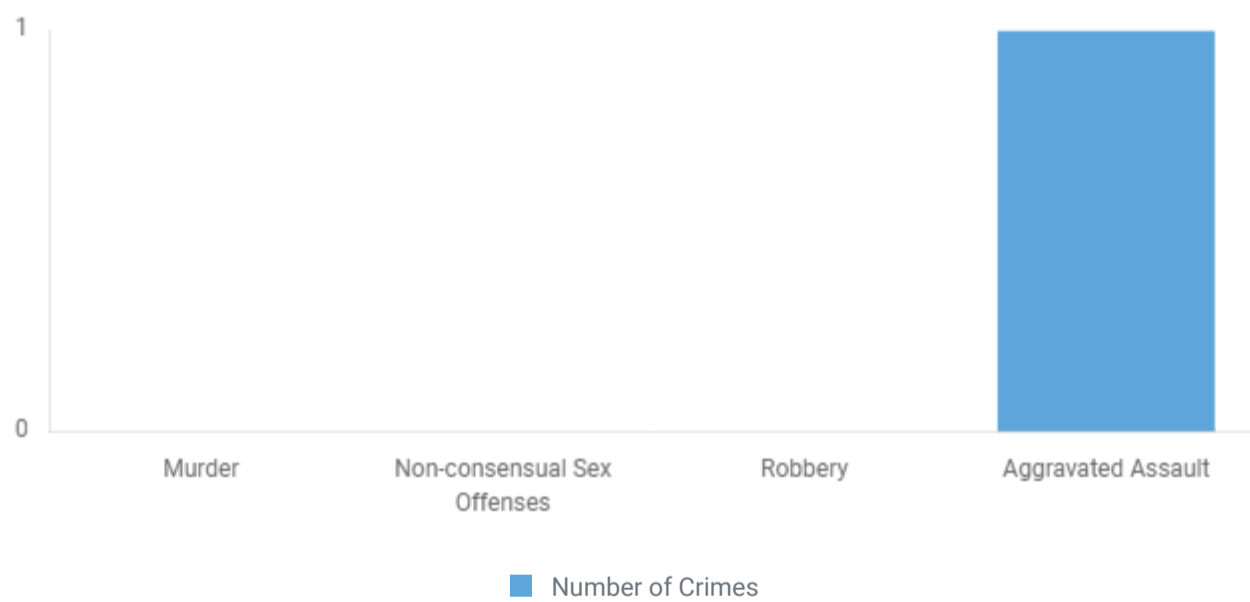 1
0
Murder
Non-consensual Sex
Offenses
Robbery
Aggravated Assault
Number of Crimes